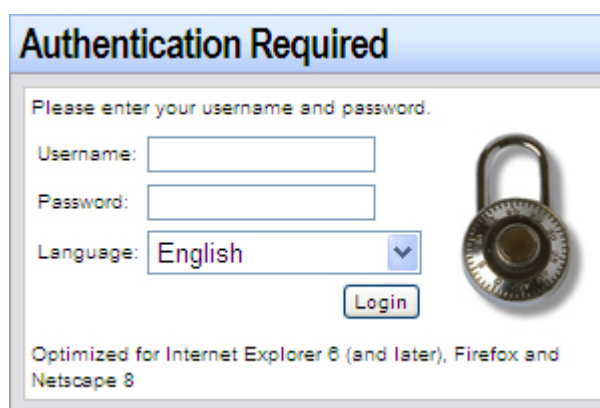 Authentication Required
Please enter your username and password.
Username:
Password:
Language: English
Login
Optimized for Internet Explorer 6 (and later), Firefox and
Netscape 8